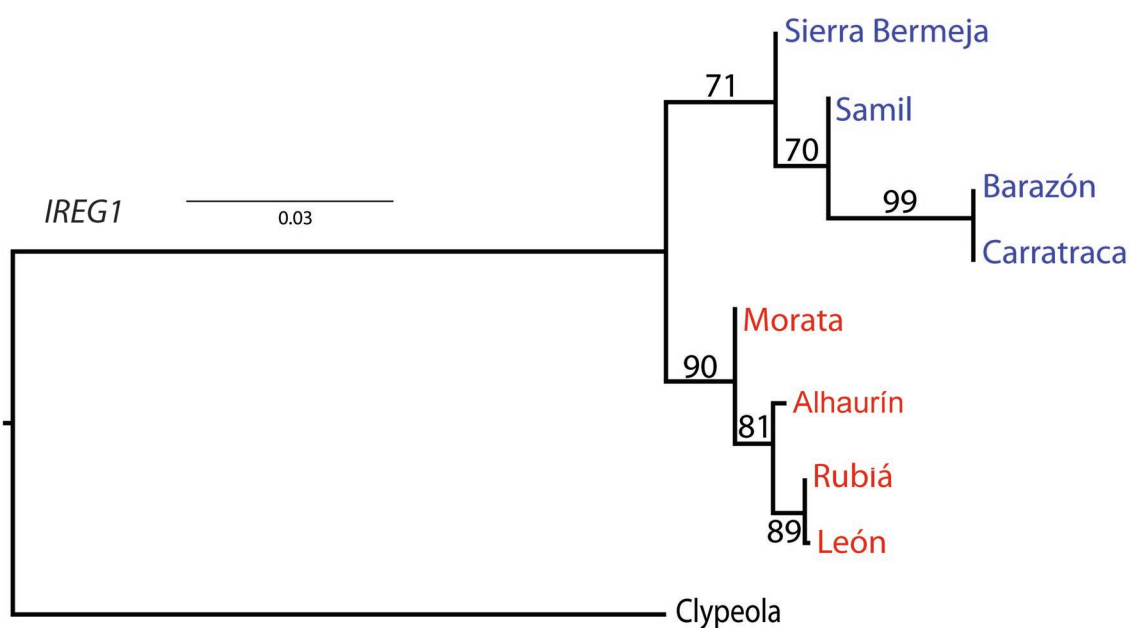 Sierra Bermeja
71
Samil
70
Barazón
99
IREG1
0.03
Carratraca
Morata
90
Alhaurín
81
Rubiá
89
León
Clypeola